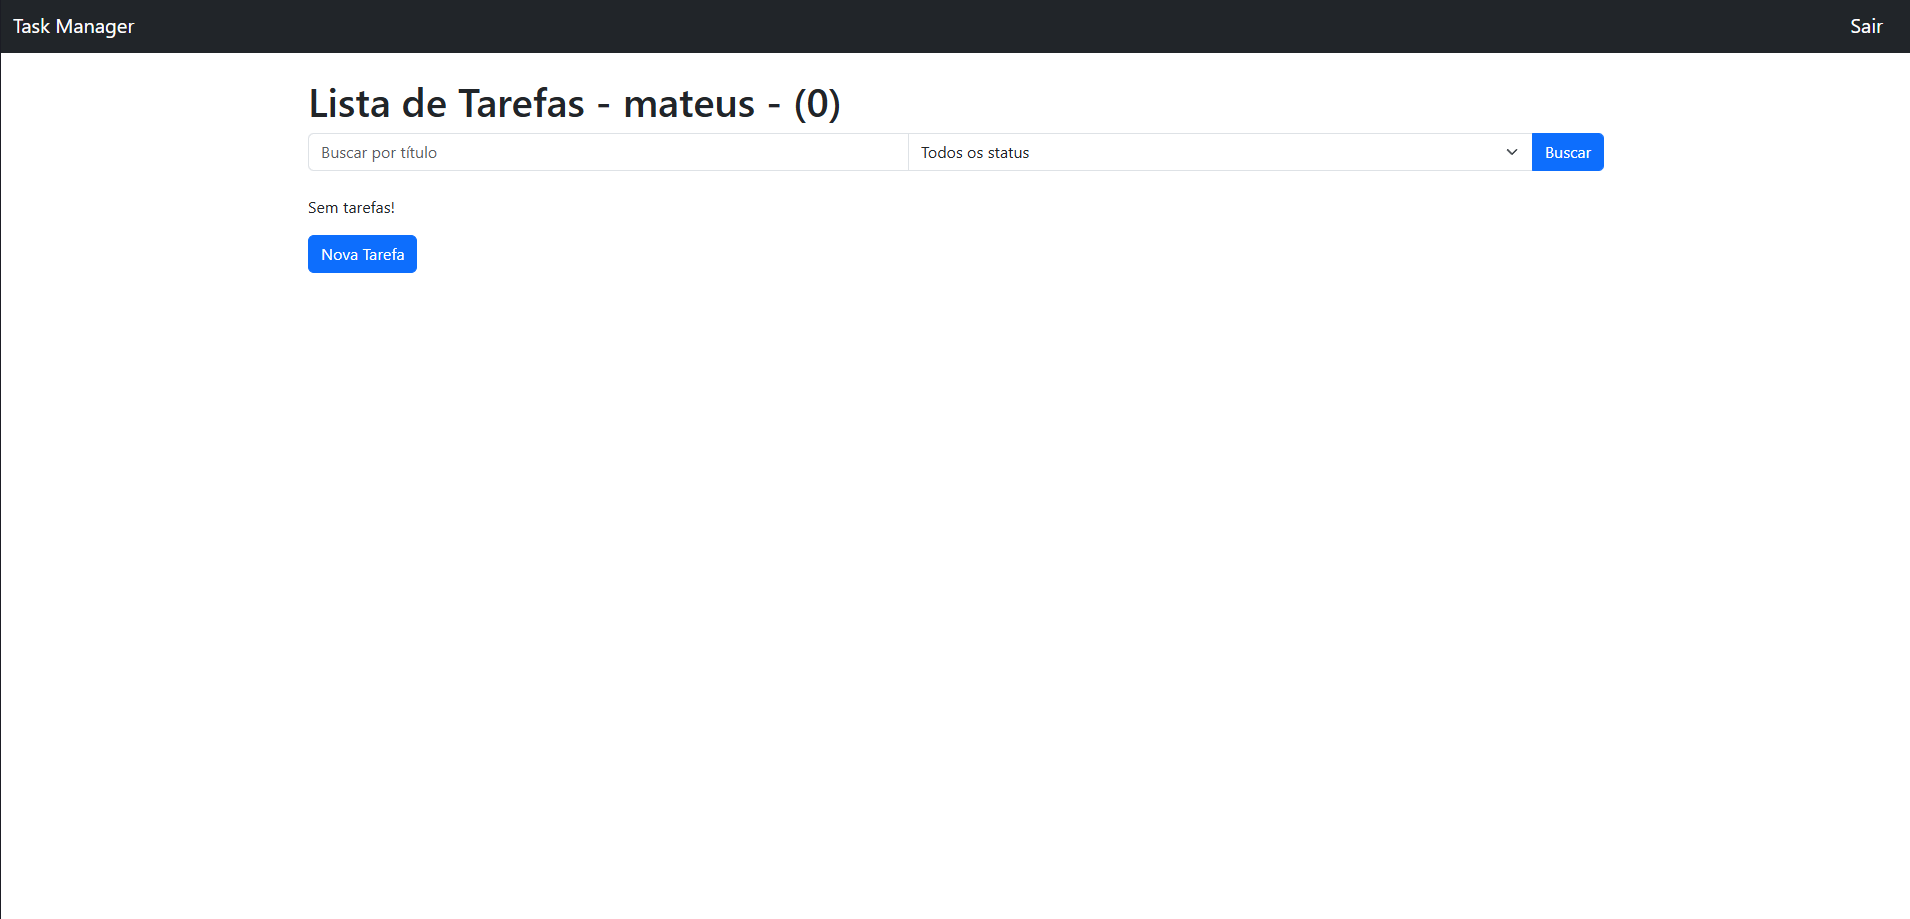 Task Manager
Sair
Lista de Tarefas - mateus - (0)
Buscar por título
Todos os status
Buscar
Sem tarefas!
Nova Tarefa